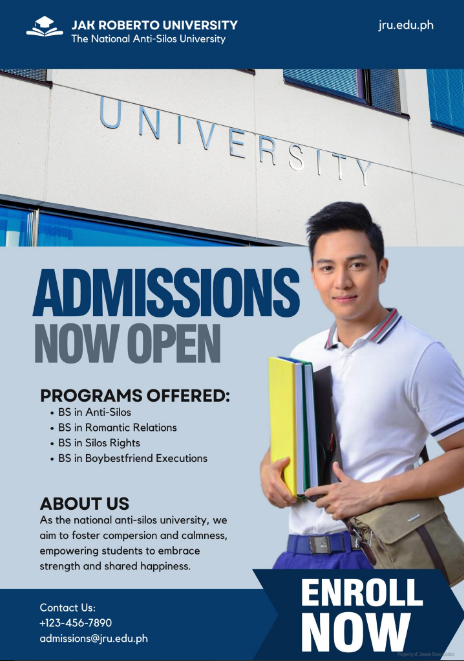 JAK ROBERTO UNIVERSITY
The National Anti-Silos University
jru.edu.ph
UNIVERSITY
ADMISSIONS
NOW OPEN
PROGRAMS OFFERED:
• BS in Anti-Silos
• BS in Romantic Relations
• BS in Silos Rights
• BS in Boybestfriend Executions
ABOUT US
As the national anti-silos university, we
aim to foster compersion and calmness,
empowering students to embrace
strength and shared happiness.
Contact Us:
+123-456-7890
admissions@jru.edu.ph
ENROLL
NOW